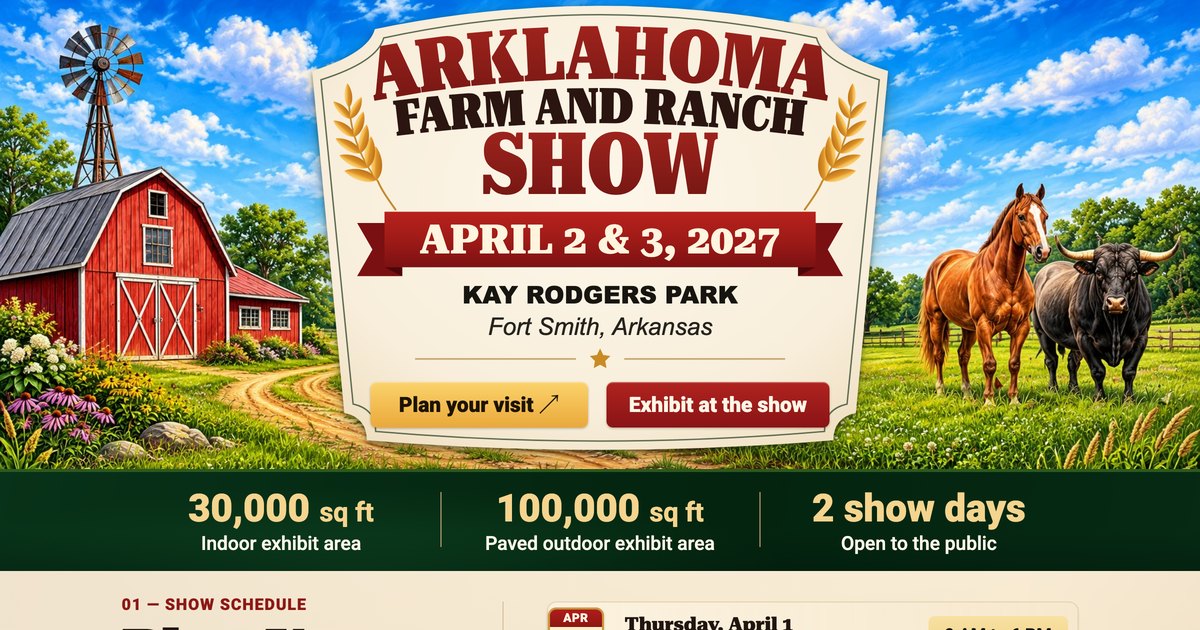 ARKLAHOMA
FARM AND RANCH
SHOW
APRIL 2 & 3, 2027
KAY RODGERS PARK
Fort Smith, Arkansas
Plan your visit ↗
Exhibit at the show
30,000 sq ft
Indoor exhibit area
100,000 sq ft
Paved outdoor exhibit area
2 show days
Open to the public
01 — SHOW SCHEDULE
APR
Thursday, April 1